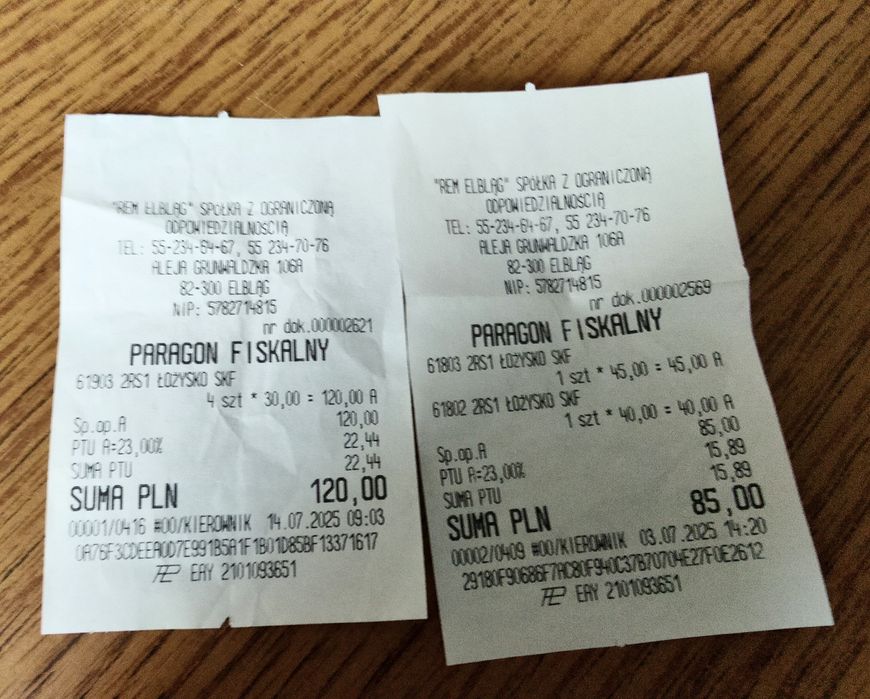 "REM ELBLĄG" SPÓŁKA Z OGRANICZONĄ
ODPOWIEDZIALNOŚCIĄ
TEL: 55-234-64-67, 55 234-70-76
ALEJA GRUNWALDZKA 106A
82-300 ELBLĄG
NIP: 5782714815
nr dok.000002621
PARAGON FISKALNY
61903 2RS1 ŁOŻYSKO SKF
4 szt * 30,00 = 120,00 A
Sp.op.A 120,00
PTU A=23,00% 22,44
SUMA PTU 22,44
SUMA PLN 120,00
00001/0416 #00/KIEROWNIK 14.07.2025 09:03
0A76F3CDEEA0D7E991B5A1F1B01D85BF13371617
EAY 2101093651
"REM ELBLĄG" SPÓŁKA Z OGRANICZONĄ
ODPOWIEDZIALNOŚCIĄ
TEL: 55-234-64-67, 55 234-70-76
ALEJA GRUNWALDZKA 106A
82-300 ELBLĄG
NIP: 5782714815
nr dok.000002569
PARAGON FISKALNY
61803 2RS1 ŁOŻYSKO SKF
1 szt * 45,00 = 45,00 A
61802 2RS1 ŁOŻYSKO SKF
1 szt * 40,00 = 40,00 A
Sp.op.A 85,00
PTU A=23,00% 15,89
SUMA PTU 15,89
SUMA PLN 85,00
00002/0409 #00/KIEROWNIK 03.07.2025 14:20
29180F90686F7AC80F940C37B70704E27F0E2612
EAY 2101093651